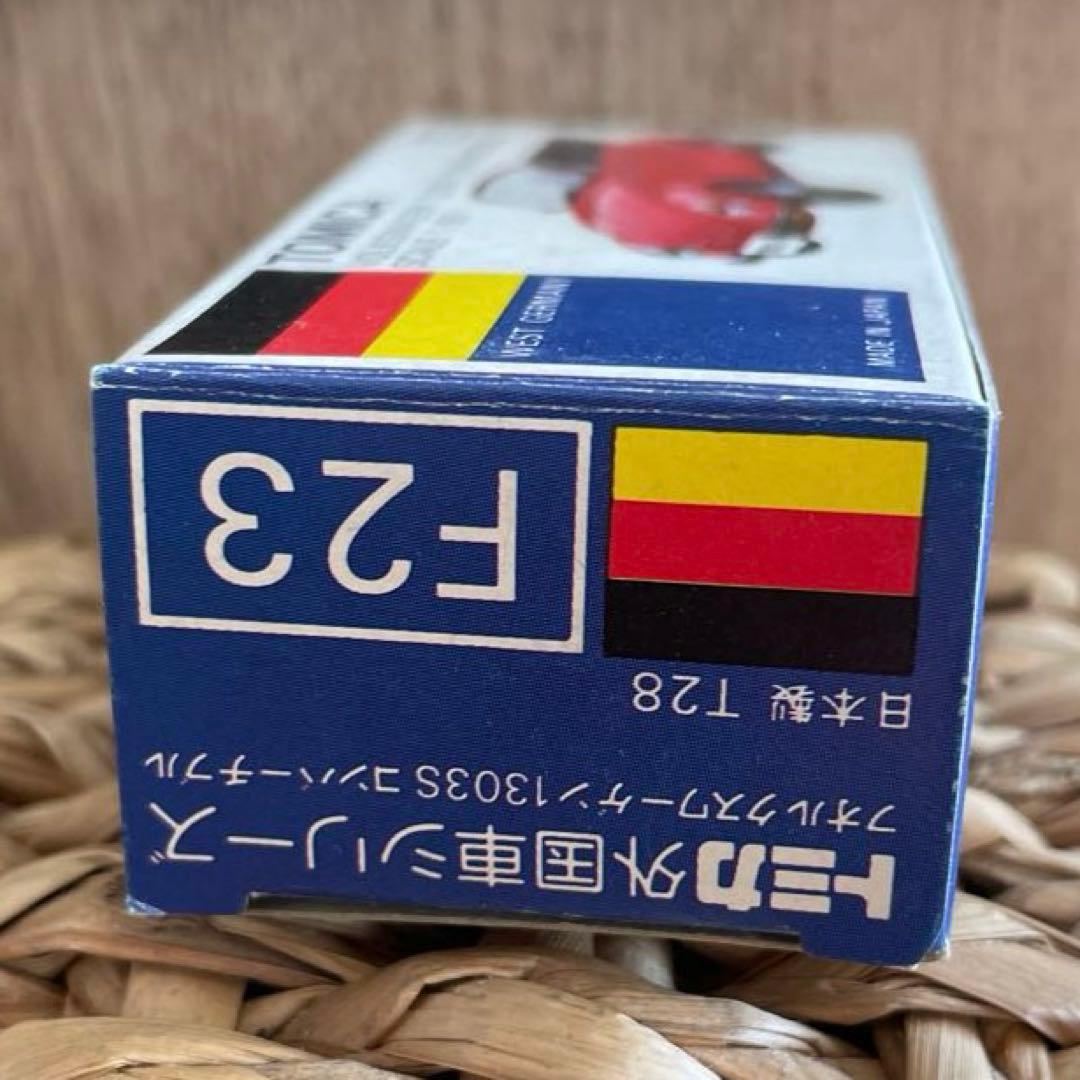 トミカ外国車シリーズ
フオルクスワーゲン1303Sコンバーチブル
日本製 T28
F23
TOMICA
WEST GERMANY
MADE IN JAPAN